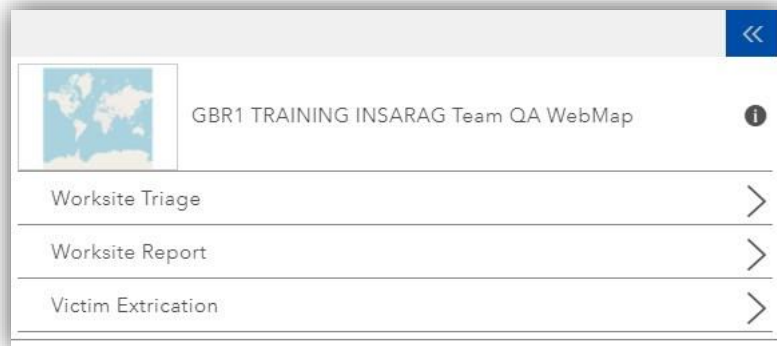 GBR1 TRAINING INSARAG Team QA WebMap
Worksite Triage
Worksite Report
Victim Extrication